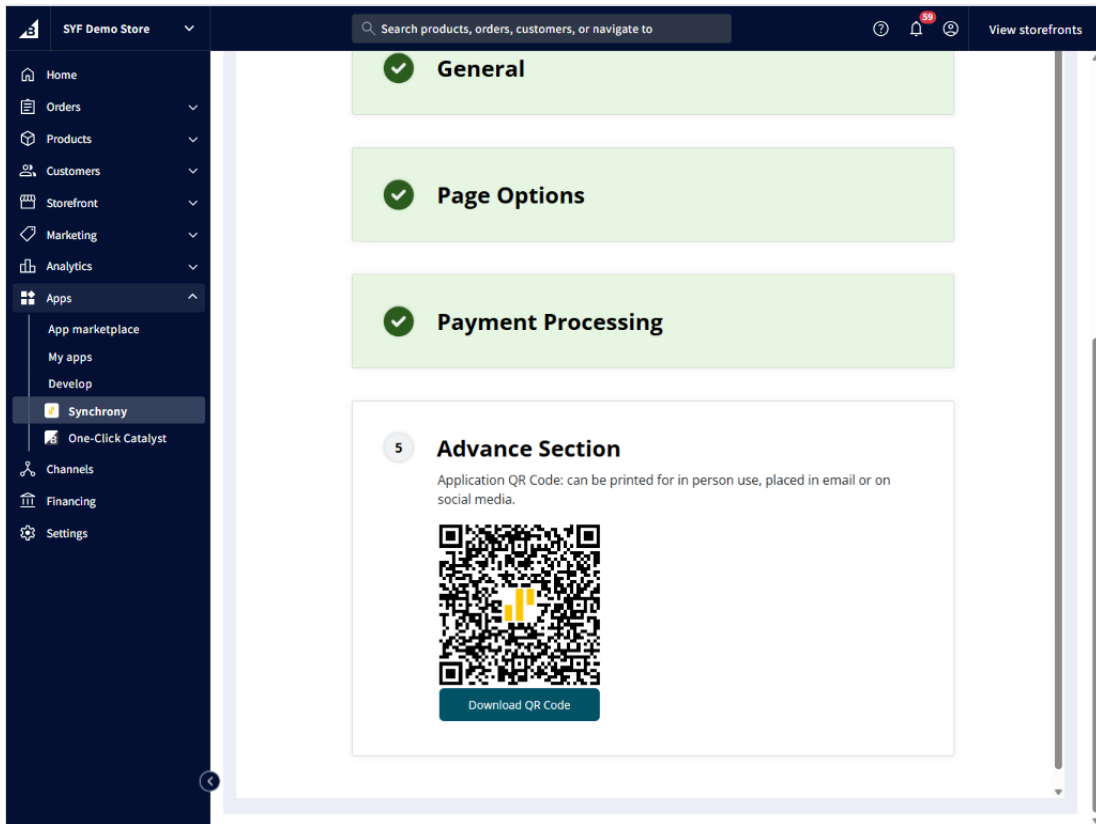 SYF Demo Store
Search products, orders, customers, or navigate to
59
View storefronts
Home
Orders
Products
Customers
Storefront
Marketing
Analytics
Apps
App marketplace
My apps
Develop
Synchrony
One-Click Catalyst
Channels
Financing
Settings
General
Page Options
Payment Processing
5
Advance Section
Application QR Code: can be printed for in person use, placed in email or on
social media.
Download QR Code